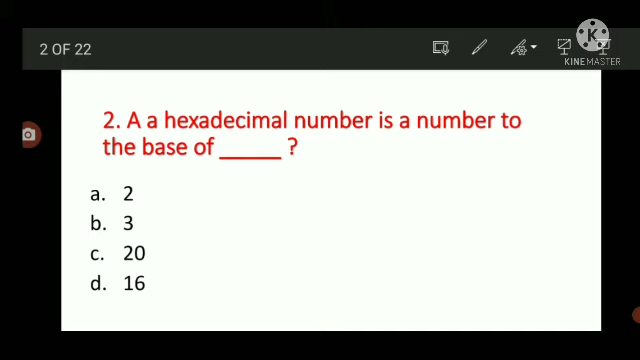 2 OF 22
K
KINEMASTER
2. A a hexadecimal number is a number to
the base of _____ ?
a. 2
b. 3
c. 20
d. 16